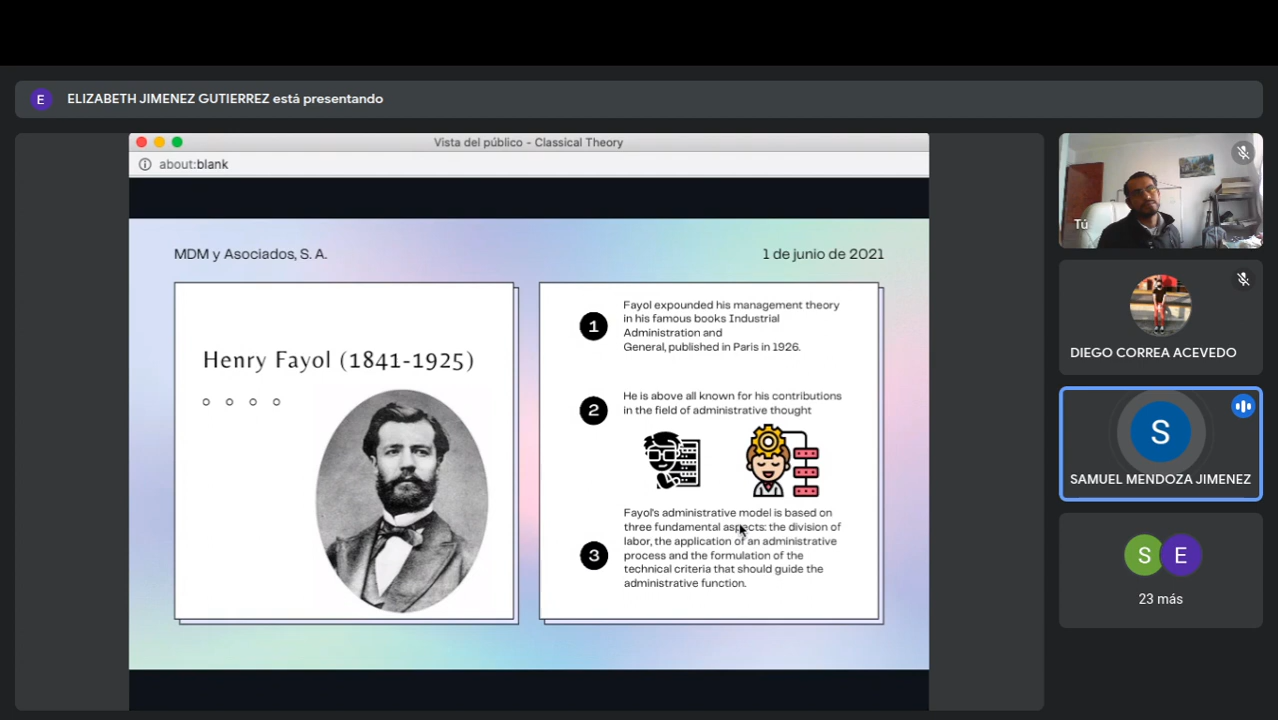 ELIZABETH JIMENEZ GUTIERREZ está presentando
E
Vista del público - Classical Theory
about:blank
MDM y Asociados, S. A.
1 de junio de 2021
Henry Fayol (1841-1925)
1
Fayol expounded his management theory
in his famous books Industrial
Administration and
General, published in Paris in 1926.
2
He is above all known for his contributions
in the field of administrative thought
3
Fayol's administrative model is based on
three fundamental aspects: the division of
labor, the application of an administrative
process and the formulation of the
technical criteria that should guide the
administrative function.
Tú
DIEGO CORREA ACEVEDO
S
SAMUEL MENDOZA JIMENEZ
S E
23 más